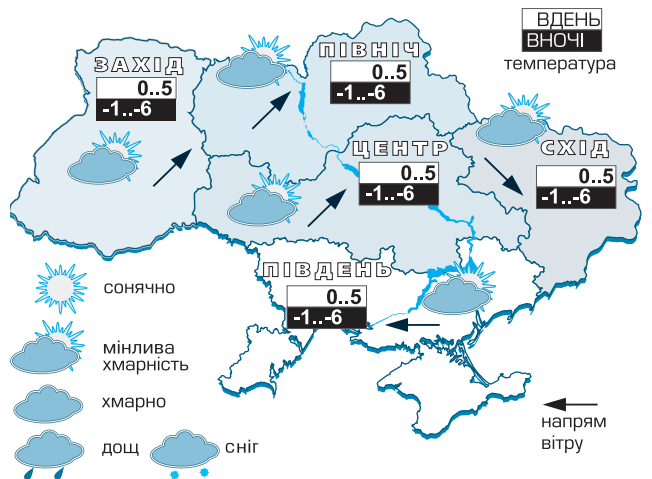 ВДЕНЬ
ВНОЧІ
температура
ПІВНІЧ
0..5
-1..-6
ЗАХІД
0..5
-1..-6
ЦЕНТР
0..5
-1..-6
СХІД
0..5
-1..-6
ПІВДЕНЬ
0..5
-1..-6
сонячно
мінлива
хмарність
хмарно
дощ
сніг
напрям
вітру